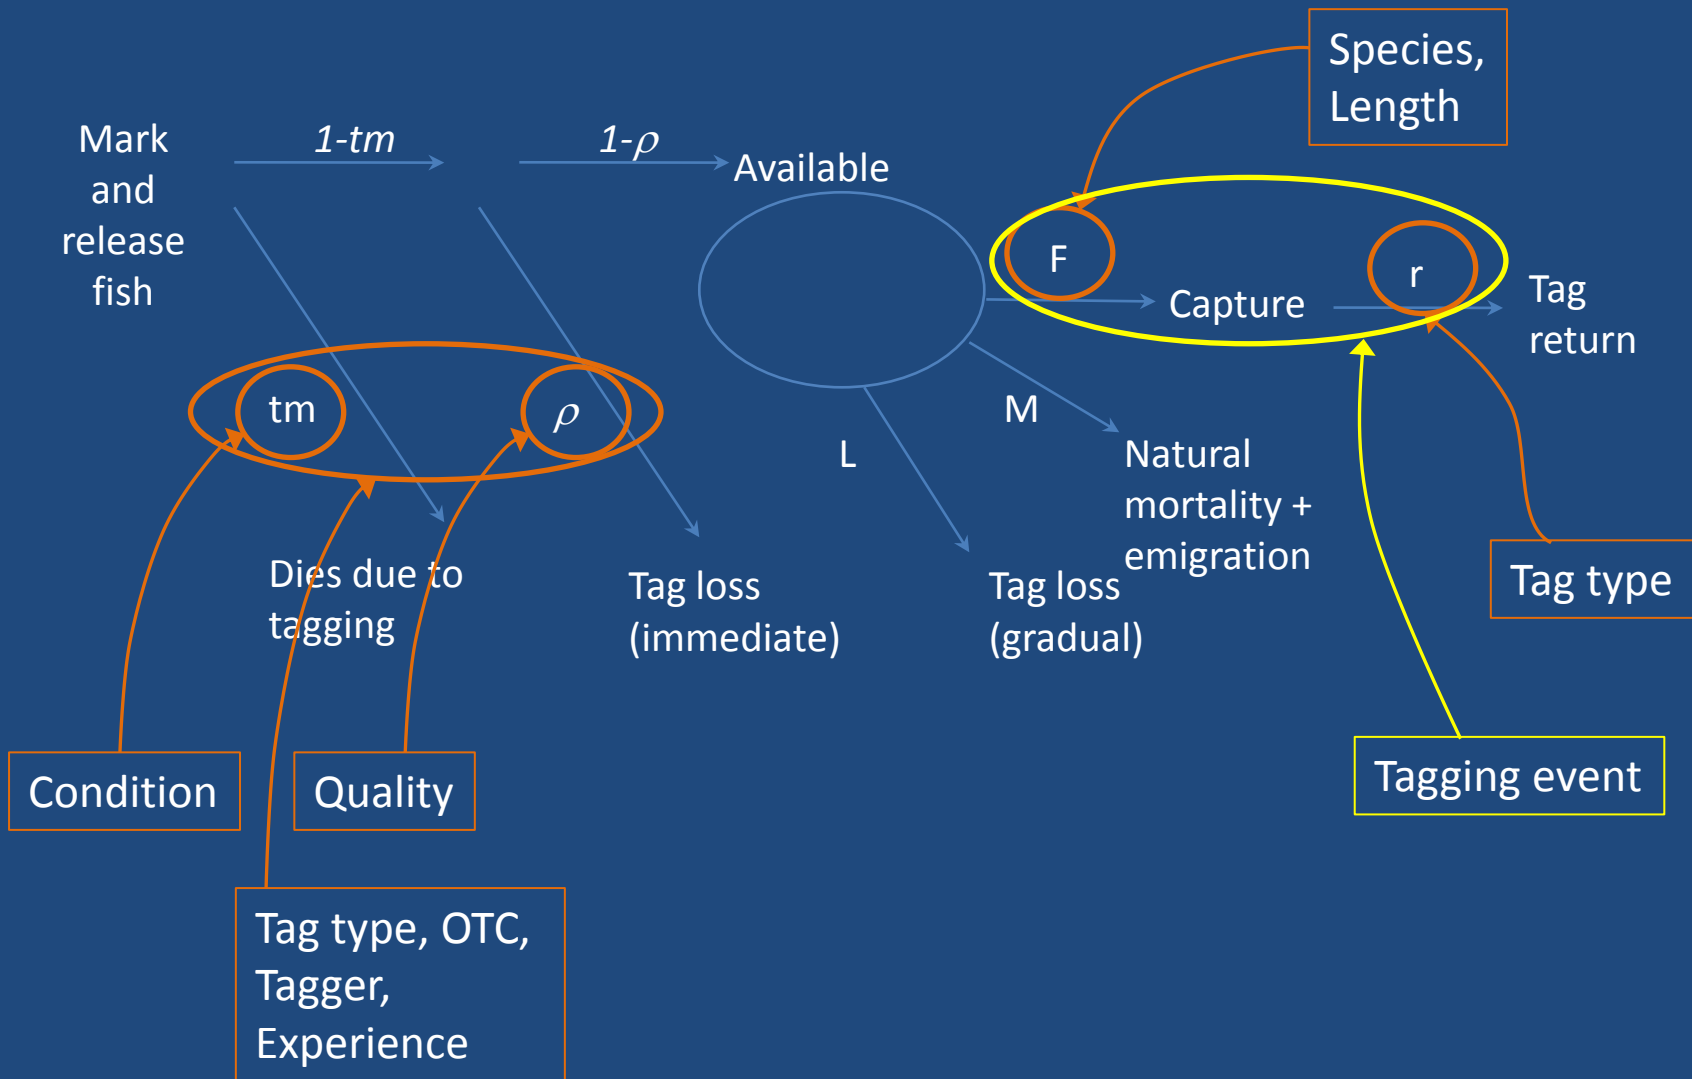 Species,
Length
Mark
and
release
fish
1-tm
1-ρ
Available
F
Capture
r
Tag
return
tm
ρ
L
M
Natural
mortality +
emigration
Dies due to
tagging
Tag loss
(immediate)
Tag loss
(gradual)
Tag type
Condition
Quality
Tagging event
Tag type, OTC,
Tagger,
Experience